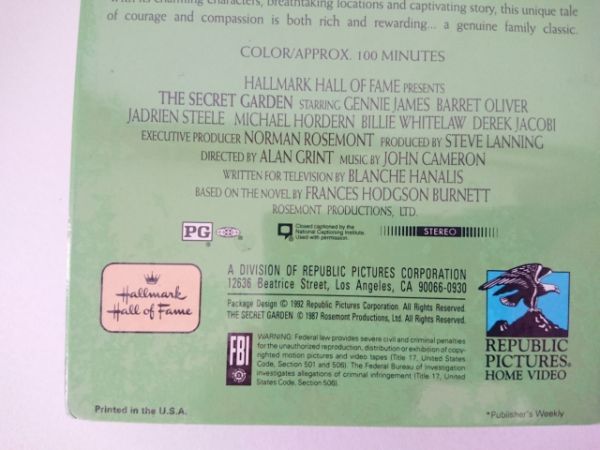 with its charming characters, breathtaking locations and captivating story, this unique tale
of courage and compassion is both rich and rewarding... a genuine family classic.
COLOR/APPROX. 100 MINUTES
HALLMARK HALL OF FAME PRESENTS
THE SECRET GARDEN STARRING GENNIE JAMES BARRET OLIVER
JADRIEN STEELE MICHAEL HORDERN BILLIE WHITELAW DEREK JACOBI
EXECUTIVE PRODUCER NORMAN ROSEMONT PRODUCED BY STEVE LANNING
DIRECTED BY ALAN GRINT MUSIC BY JOHN CAMERON
WRITTEN FOR TELEVISION BY BLANCHE HANALIS
BASED ON THE NOVEL BY FRANCES HODGSON BURNETT
ROSEMONT PRODUCTIONS, LTD.
PG
Closed captioned by the
National Captioning Institute.
Used with permission.
STEREO
Hallmark
Hall of Fame
A DIVISION OF REPUBLIC PICTURES CORPORATION
12636 Beatrice Street, Los Angeles, CA 90066-0930
Package Design © 1992 Republic Pictures Corporation. All Rights Reserved.
THE SECRET GARDEN © 1987 Rosemont Productions, Ltd. All Rights Reserved.
FBI
WARNING: Federal law provides severe civil and criminal penalties
for the unauthorized reproduction, distribution or exhibition of copy-
righted motion pictures and video tapes (Title 17, United States
Code, Section 501 and 506). The Federal Bureau of Investigation
investigates allegations of criminal infringement (Title 17, United
States Code, Section 506).
REPUBLIC
PICTURES®
HOME VIDEO
Printed in the U.S.A.
*Publisher's Weekly